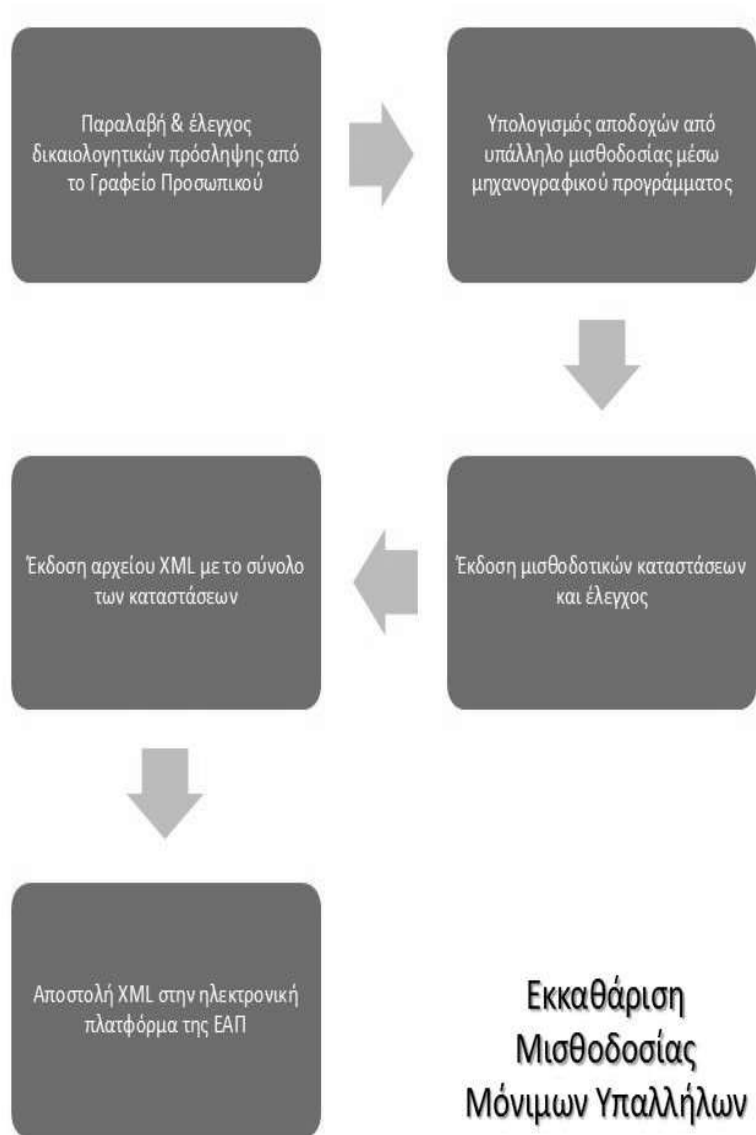 Παραλαβή & έλεγχος
δικαιολογητικών πρόσληψης από
το Γραφείο Προσωπικού
Υπολογισμός αποδοχών από
υπάλληλο μισθοδοσίας μέσω
μηχανογραφικού προγράμματος
Έκδοση μισθοδοτικών καταστάσεων
και έλεγχος
Έκδοση αρχείου XML με το σύνολο
των καταστάσεων
Αποστολή XML στην ηλεκτρονική
πλατφόρμα της ΕΑΠ
Εκκαθάριση
Μισθοδοσίας
Μόνιμων Υπαλλήλων